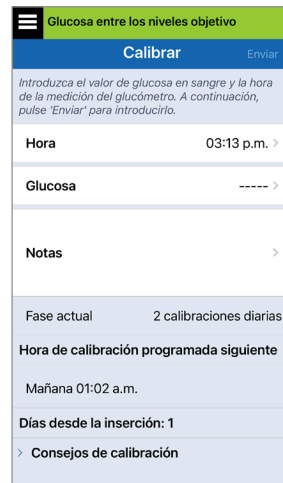 Glucosa entre los niveles objetivo
Calibrar Enviar
Introduzca el valor de glucosa en sangre y la hora
de la medición del glucómetro. A continuación,
pulse 'Enviar' para introducirlo.
Hora 03:13 p.m. >
Glucosa ----- >
Notas >
Fase actual 2 calibraciones diarias
Hora de calibración programada siguiente
Mañana 01:02 a.m.
Días desde la inserción: 1
> Consejos de calibración